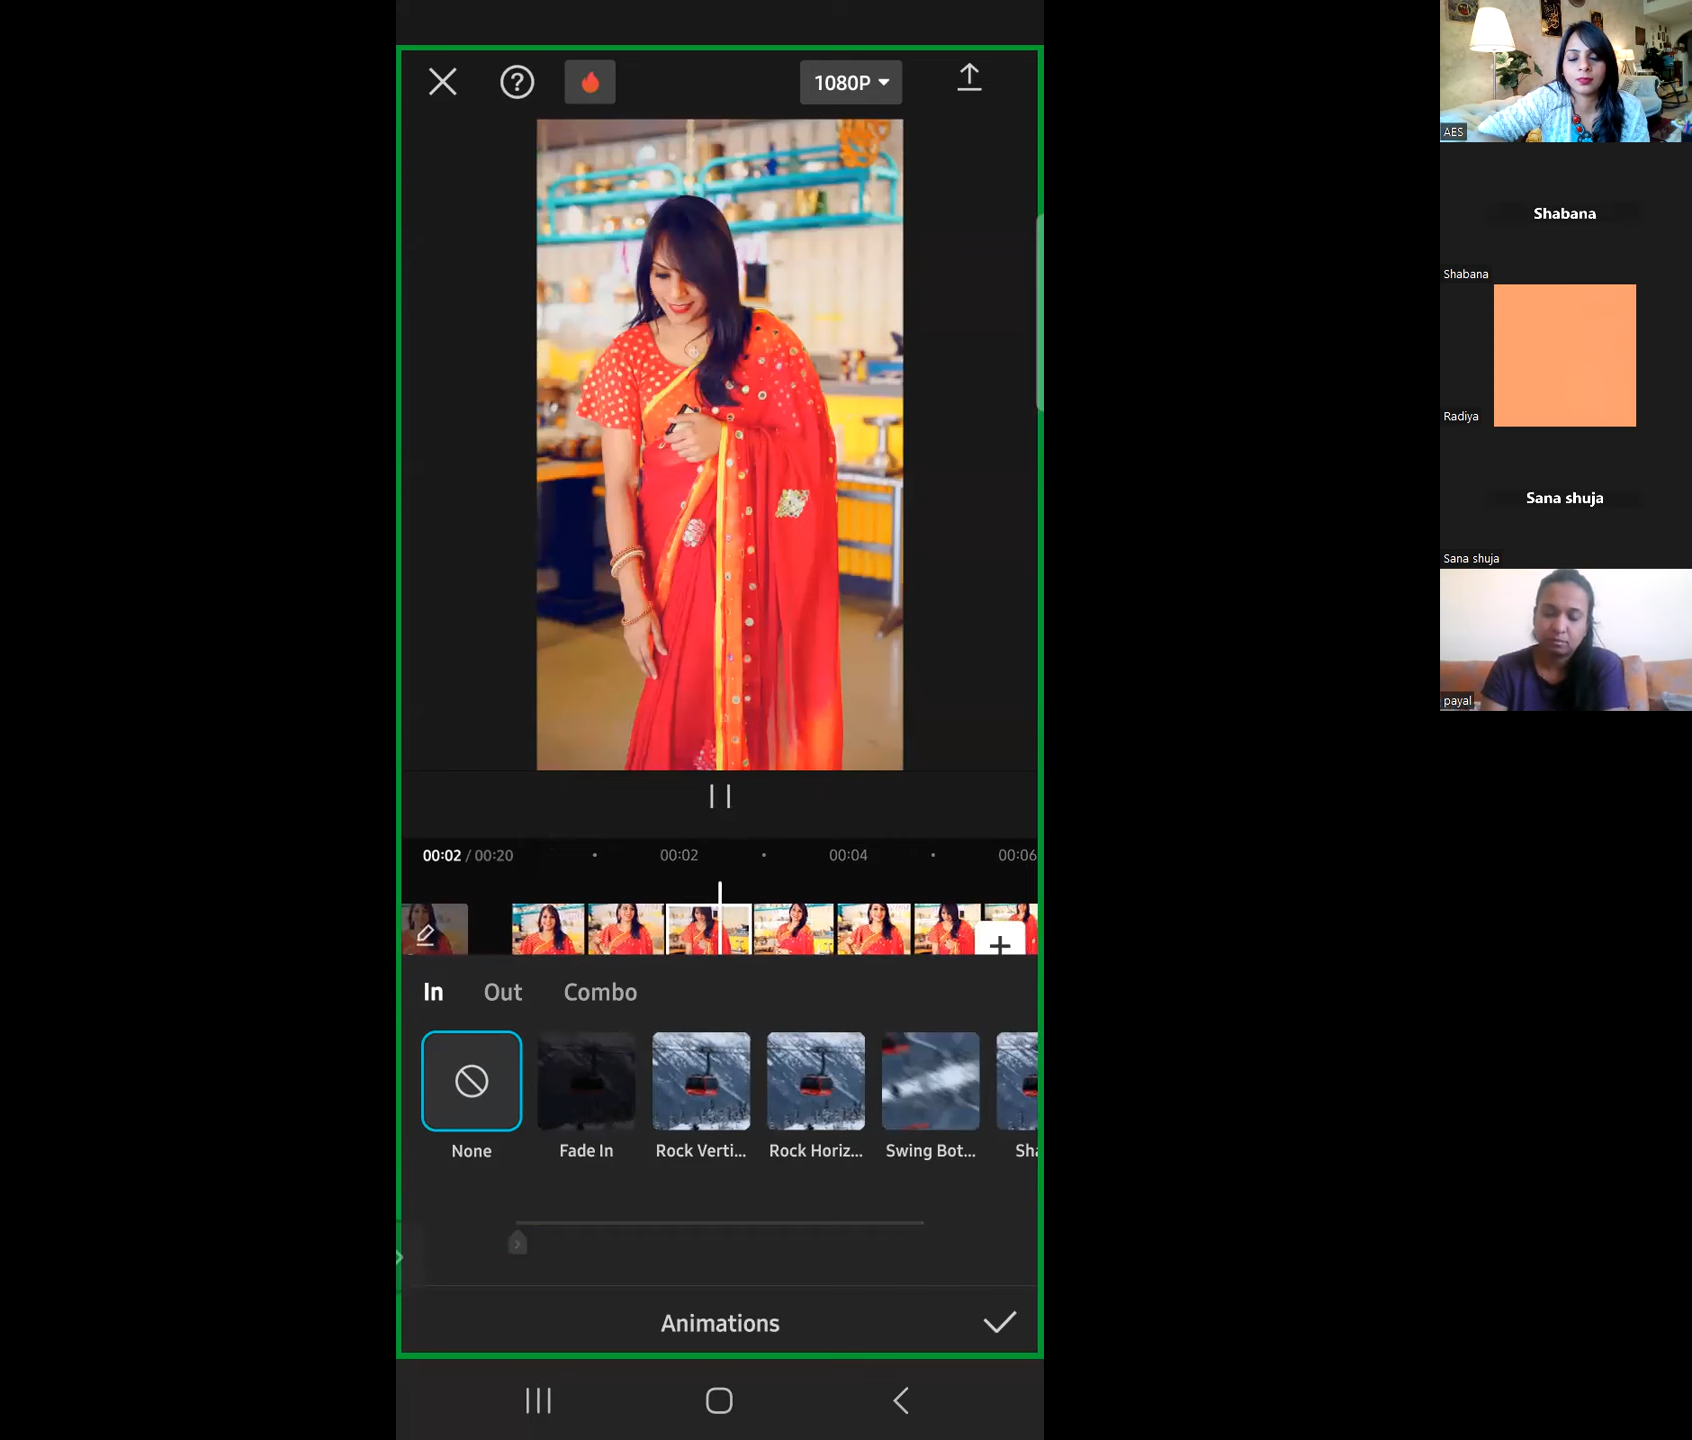 1080P
00:02 / 00:20
00:02
00:04
00:06
In
Out
Combo
None
Fade In
Rock Verti...
Rock Horiz...
Swing Bot...
Sha
Animations
AES
Shabana
Shabana
Radiya
Sana shuja
Sana shuja
payal